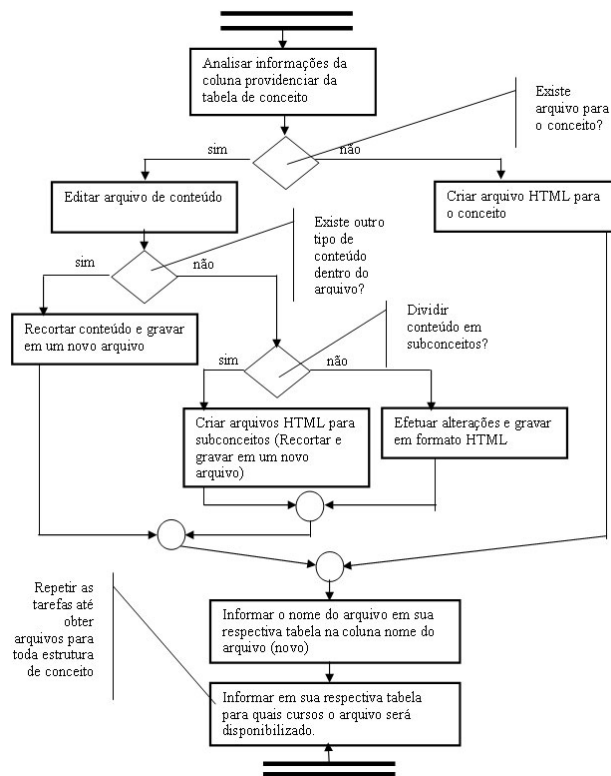 Analisar informações da
coluna providenciar da
tabela de conceito
Existe
arquivo para
o conceito?
sim
não
Editar arquivo de conteúdo
Criar arquivo HTML para
o conceito
Existe outro
tipo de
conteúdo
dentro do
arquivo?
sim
não
Recortar conteúdo e gravar
em um novo arquivo
Dividir
conteúdo em
subconceitos?
sim
não
Criar arquivos HTML para
subconceitos (Recortar e
gravar em um novo
arquivo)
Efetuar alterações e gravar
em formato HTML
Repetir as
tarefas até
obter
arquivos para
toda estrutura
de conceito
Informar o nome do arquivo em sua
respectiva tabela na coluna nome do
arquivo (novo)
Informar em sua respectiva tabela
para quais cursos o arquivo será
disponibilizado.